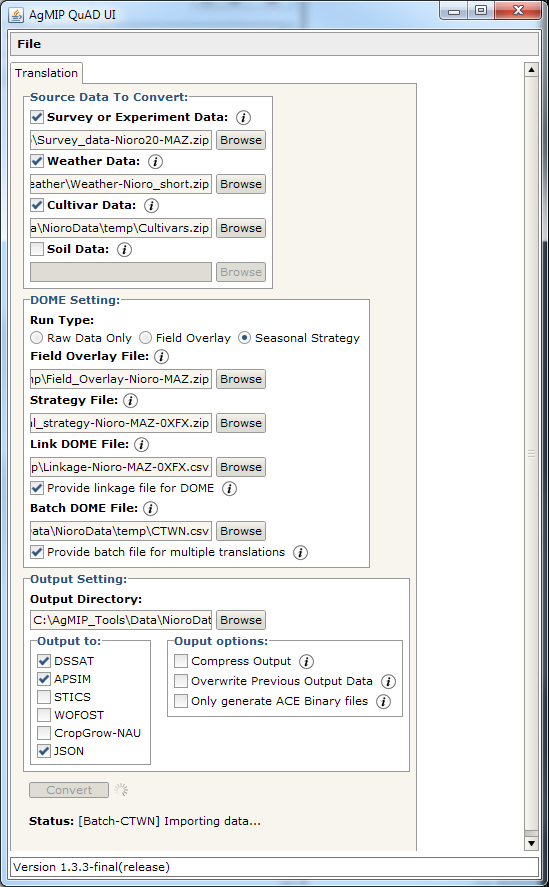 AgMIP QuAD UI
File
Translation
Source Data To Convert:
Survey or Experiment Data:
\Survey_data-Nioro20-MAZ.zip Browse
Weather Data:
eather\Weather-Nioro_short.zip Browse
Cultivar Data:
a\NioroData\temp\Cultivars.zip Browse
Soil Data:
Browse
DOME Setting:
Run Type:
Raw Data Only Field Overlay Seasonal Strategy
Field Overlay File:
np\Field_Overlay-Nioro-MAZ.zip Browse
Strategy File:
al_strategy-Nioro-MAZ-0XFX.zip Browse
Link DOME File:
p\Linkage-Nioro-MAZ-0XFX.csv Browse
Provide linkage file for DOME
Batch DOME File:
Data\NioroData\temp\CTWN.csv Browse
Provide batch file for multiple translations
Output Setting:
Output Directory:
C:\AgMIP_Tools\Data\NioroDat Browse
Output to:
DSSAT
APSIM
STICS
WOFOST
CropGrow-NAU
JSON
Ouput options:
Compress Output
Overwrite Previous Output Data
Only generate ACE Binary files
Convert
Status: [Batch-CTWN] Importing data...
Version 1.3.3-final(release)